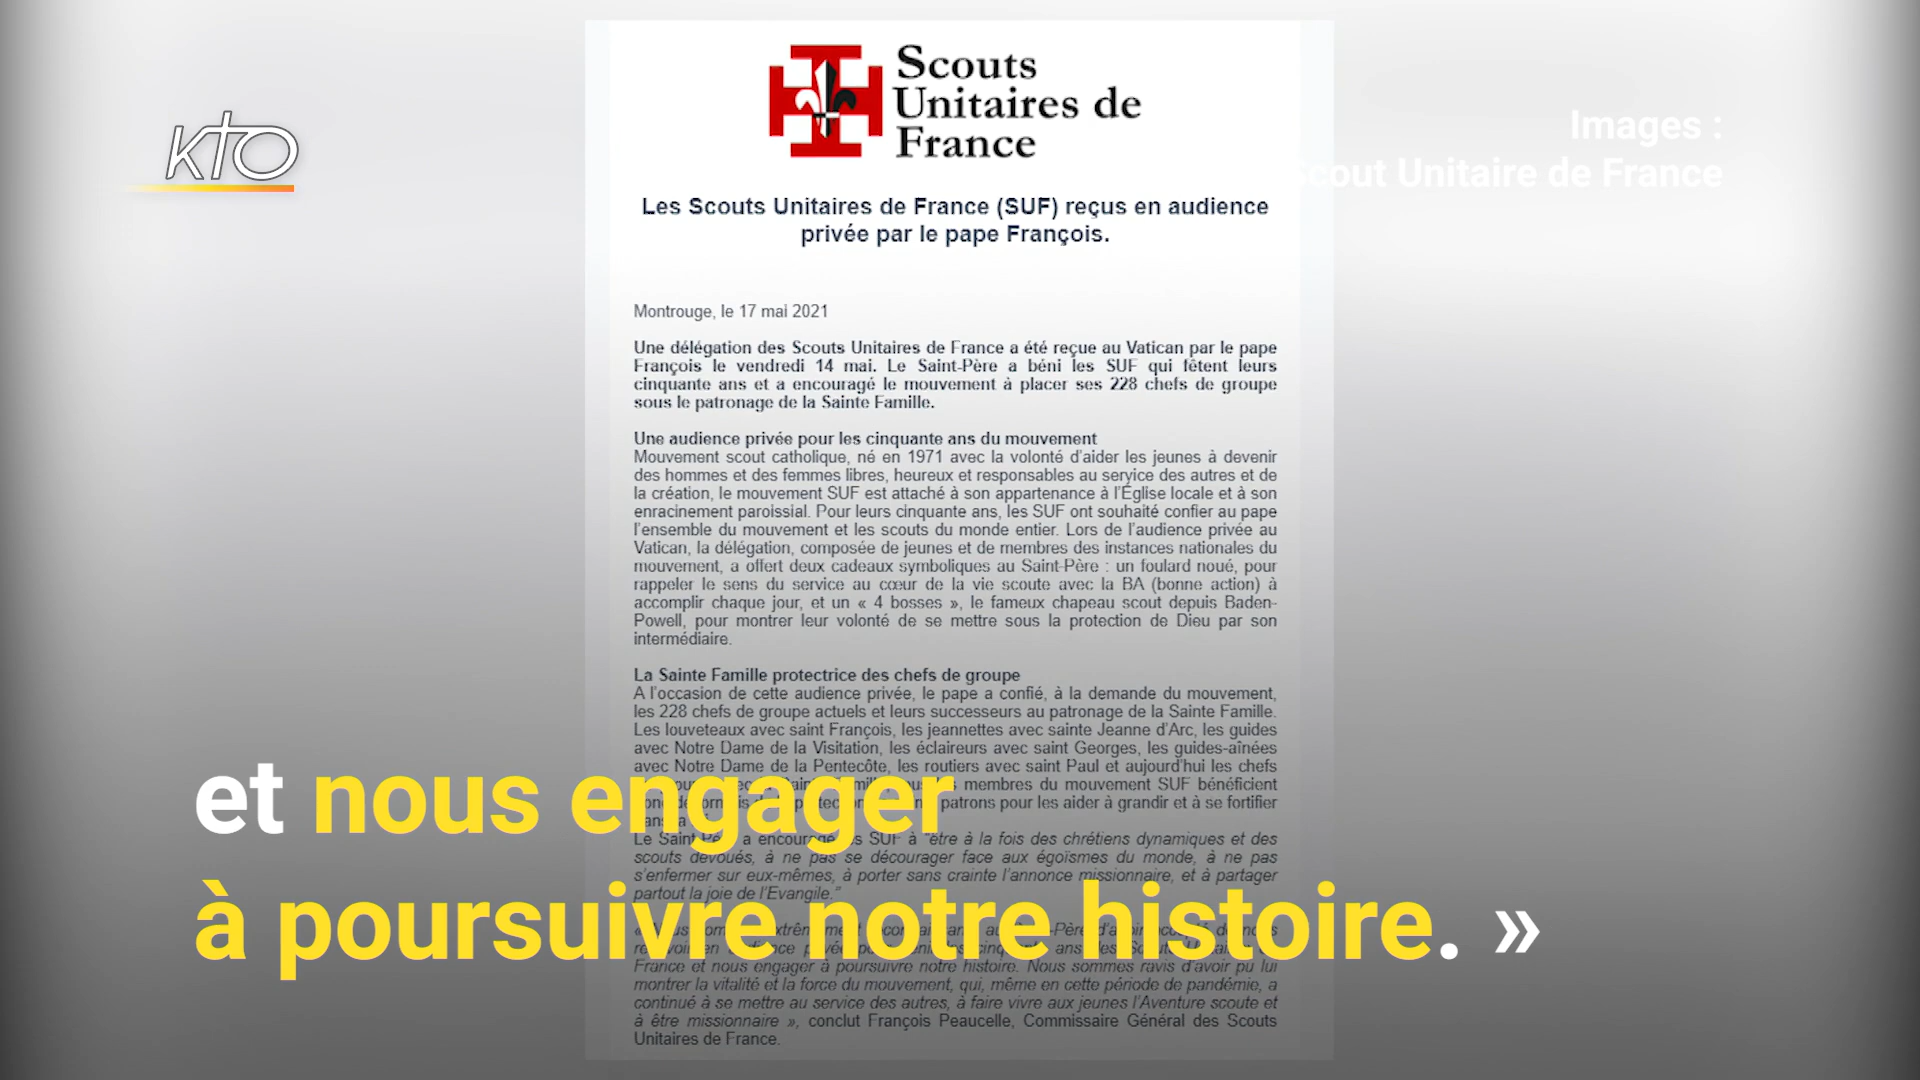 KTO
Images :
Scout Unitaire de France
Scouts
Unitaires de
France
Les Scouts Unitaires de France (SUF) reçus en audience
privée par le pape François.
Montrouge, le 17 mai 2021
Une délégation des Scouts Unitaires de France a été reçue au Vatican par le pape
François le vendredi 14 mai. Le Saint-Père a béni les SUF qui fêtent leurs
cinquante ans et a encouragé le mouvement à placer ses 228 chefs de groupe
sous le patronage de la Sainte Famille.
Une audience privée pour les cinquante ans du mouvement
Mouvement scout catholique, né en 1971 avec la volonté d'aider les jeunes à devenir
des hommes et des femmes libres, heureux et responsables au service des autres et de
la création, le mouvement SUF est attaché à son appartenance à l'Église locale et à son
enracinement paroissial. Pour leurs cinquante ans, les SUF ont souhaité confier au pape
l'ensemble du mouvement et les scouts du monde entier. Lors de l'audience privée au
Vatican, la délégation, composée de jeunes et de membres des instances nationales du
mouvement, a offert deux cadeaux symboliques au Saint-Père : un foulard noué, pour
rappeler le sens du service au cœur de la vie scoute avec la BA (bonne action) à
accomplir chaque jour, et un « 4 bosses », le fameux chapeau scout depuis Baden-
Powell, pour montrer leur volonté de se mettre sous la protection de Dieu par son
intermédiaire.
La Sainte Famille protectrice des chefs de groupe
A l'occasion de cette audience privée, le pape a confié, à la demande du mouvement,
les 228 chefs de groupe actuels et leurs successeurs au patronage de la Sainte Famille.
Les louveteaux avec saint François, les jeannettes avec sainte Jeanne d'Arc, les guides
avec Notre Dame de la Visitation, les éclaireurs avec saint Georges, les guides-aînées
avec Notre Dame de la Pentecôte, les routiers avec saint Paul et aujourd'hui les chefs
membres du mouvement SUF bénéficient
patrons pour les aider à grandir et à se fortifier
Le Saint-Père a encouragé les SUF à "être à la fois des chrétiens dynamiques et des
scouts dévoués, à ne pas se décourager face aux égoïsmes du monde, à ne pas
s'enfermer sur eux-mêmes, à porter sans crainte l'annonce missionnaire, et à partager
partout la joie de l'Evangile."
France et nous engager à poursuivre notre histoire. Nous sommes ravis d'avoir pu lui
montrer la vitalité et la force du mouvement, qui, même en cette période de pandémie, a
continué à se mettre au service des autres, à faire vivre aux jeunes l'Aventure scoute et
à être missionnaire », conclut François Peaucelle, Commissaire Général des Scouts
Unitaires de France.
et nous engager
à poursuivre notre histoire. »